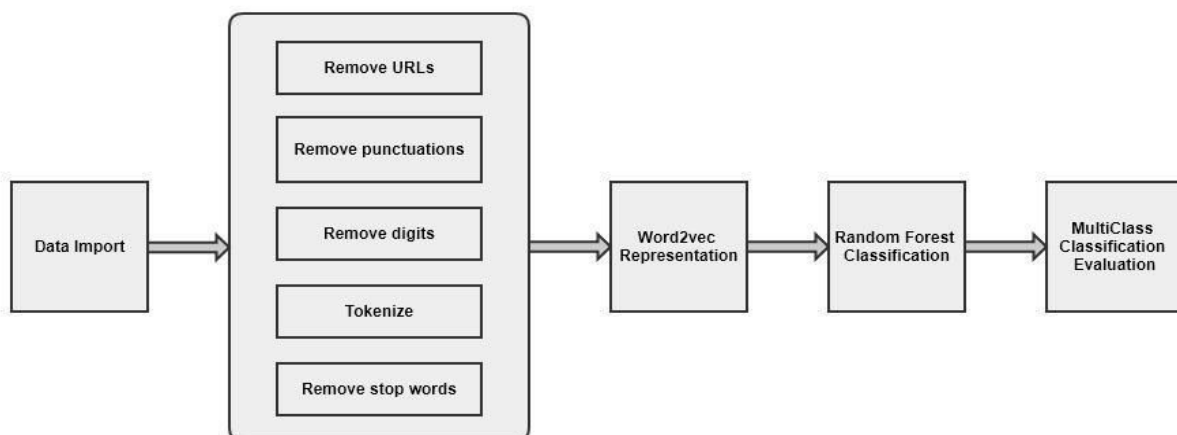 Data Import
Remove URLs
Remove punctuations
Remove digits
Tokenize
Remove stop words
Word2vec
Representation
Random Forest
Classification
MultiClass
Classification
Evaluation